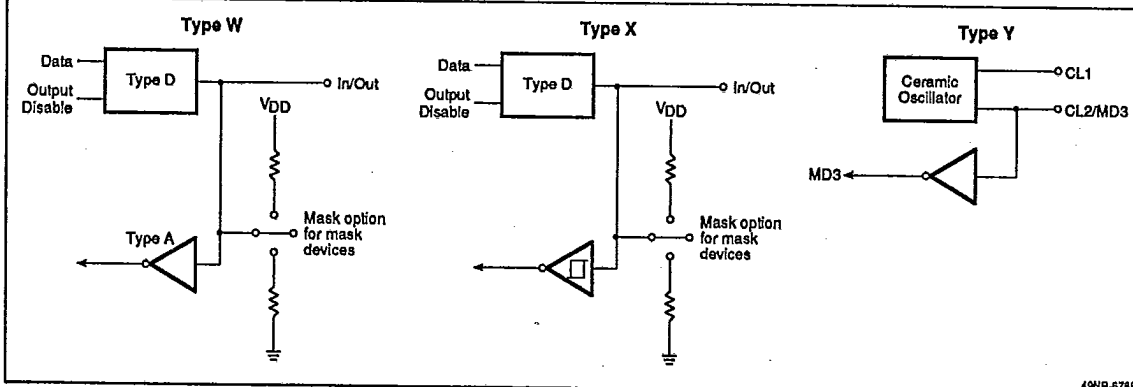 Type W
Data
Output
Disable
Type D
In/Out
VDD
Mask option
for mask
devices
Type A
Type X
Data
Output
Disable
Type D
In/Out
VDD
Mask option
for mask
devices
Type Y
Ceramic
Oscillator
CL1
CL2/MD3
MD3